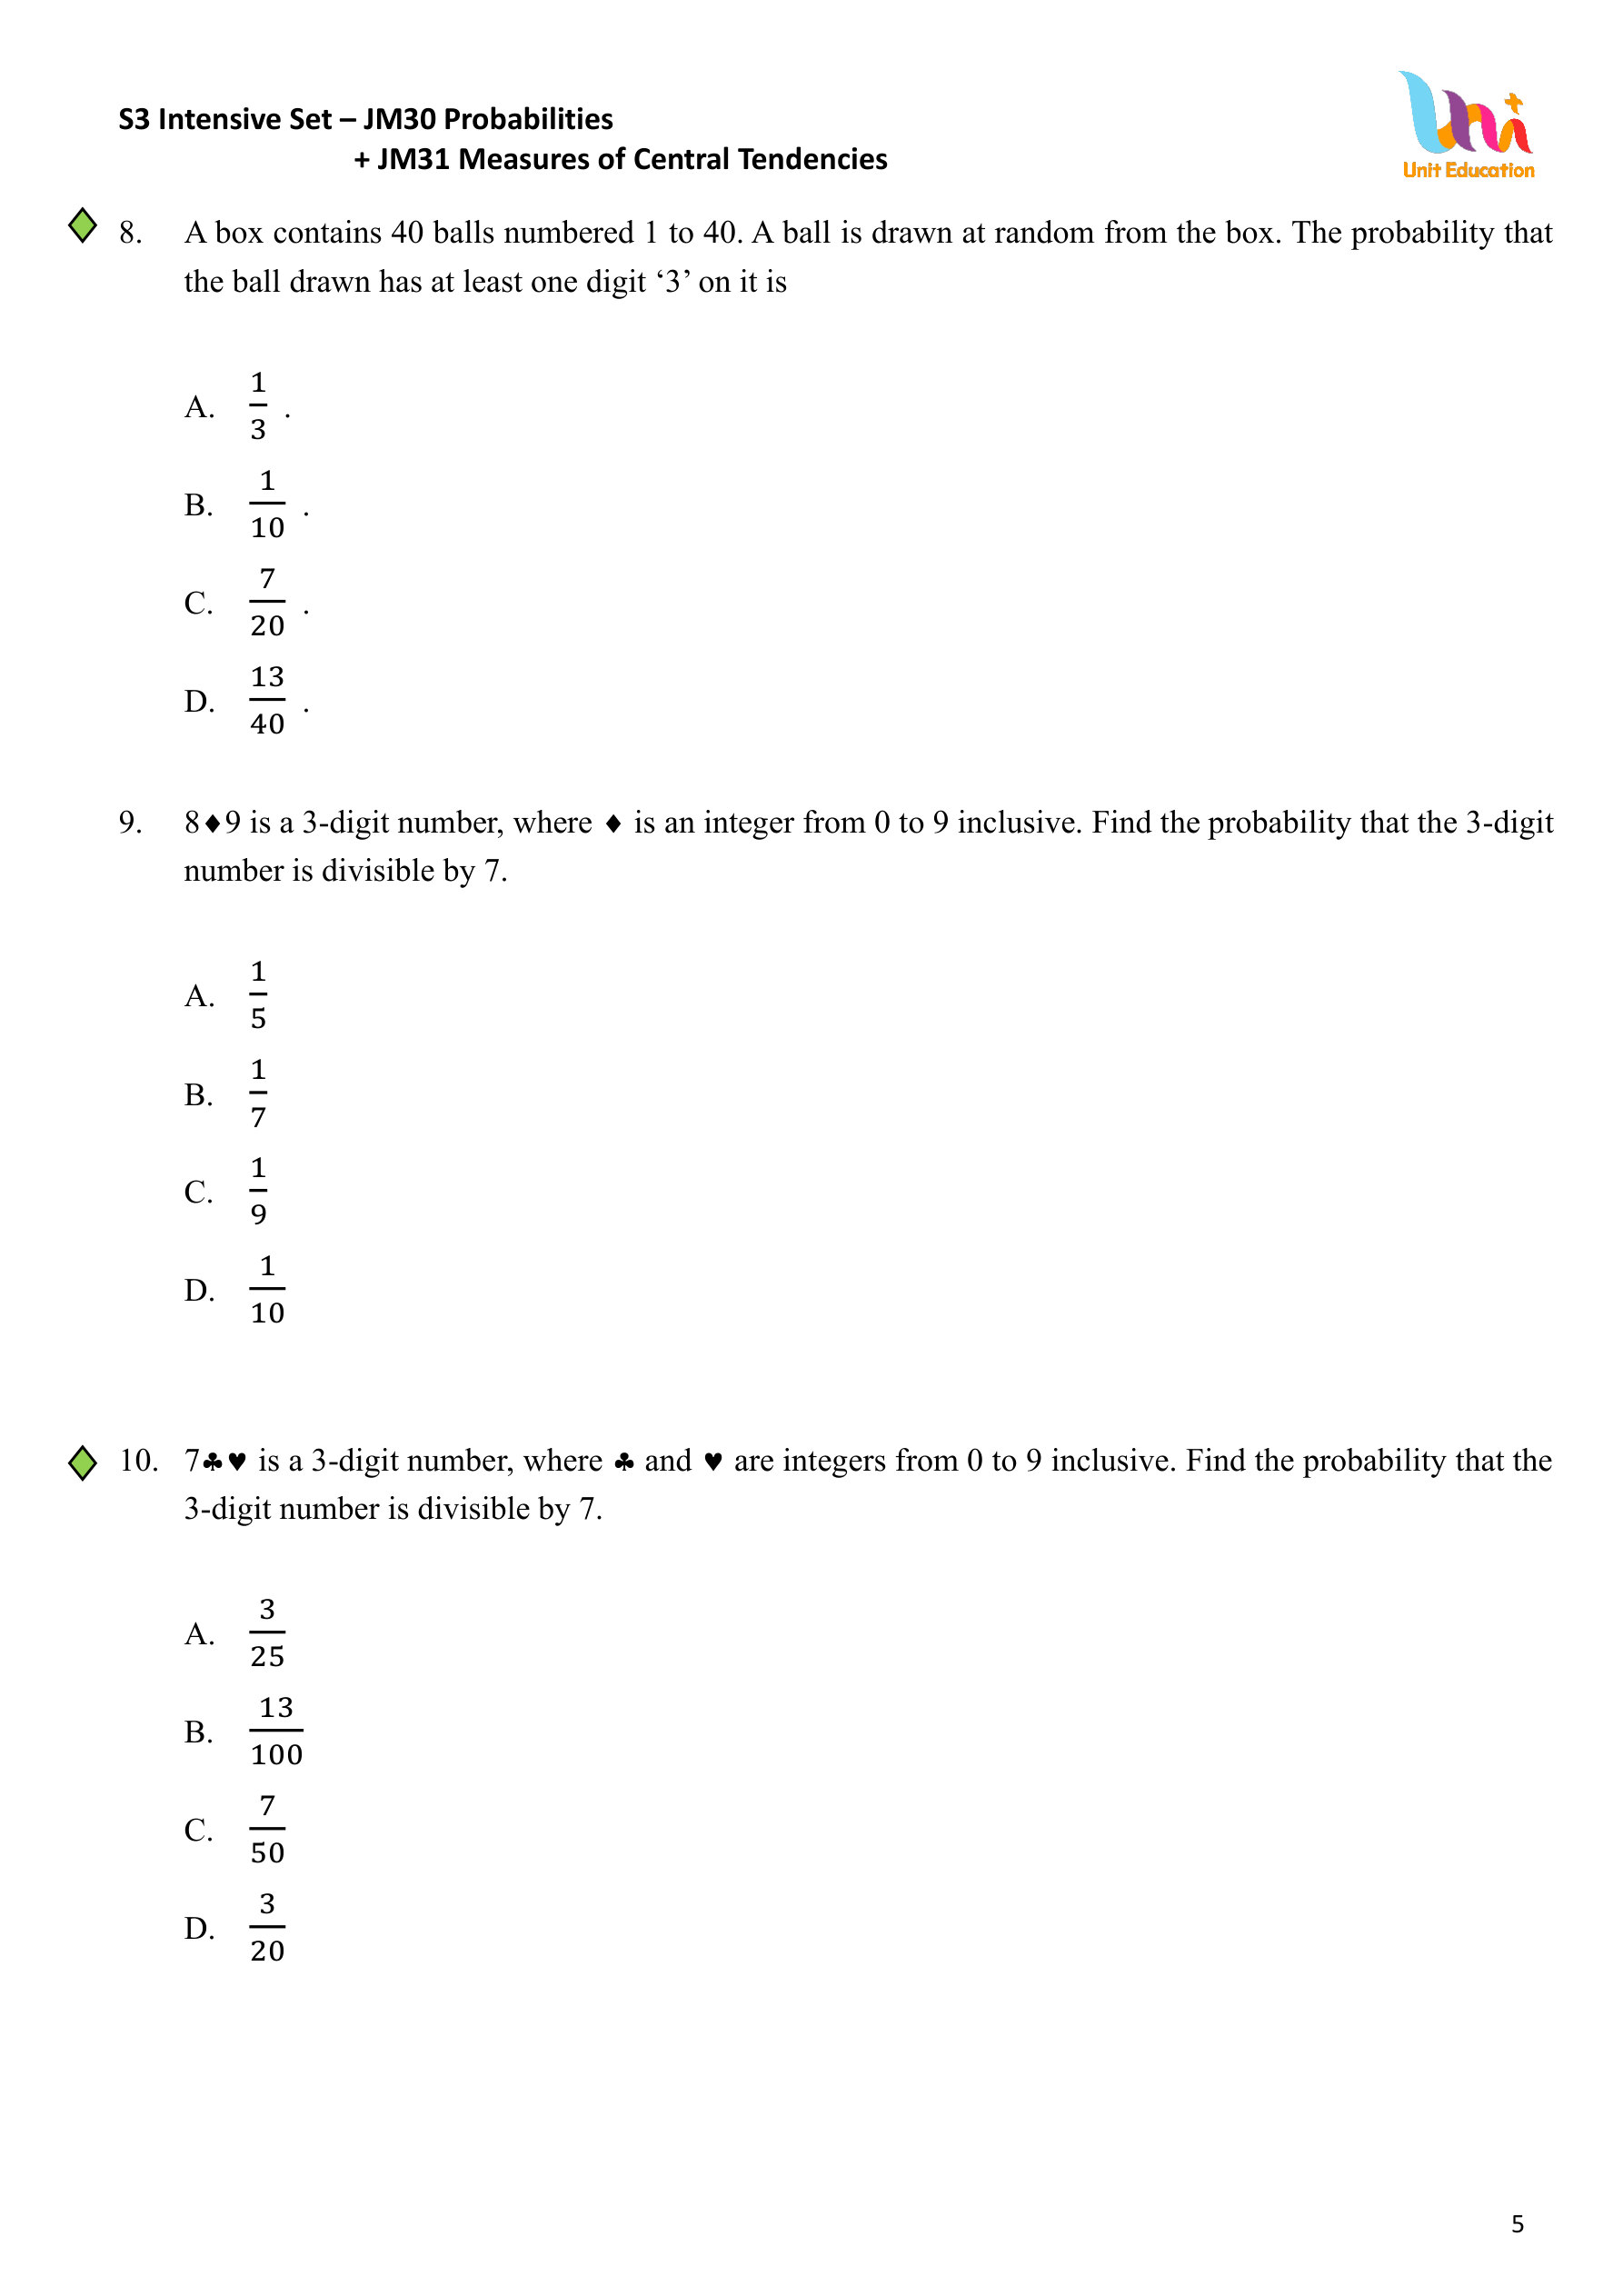 S3 Intensive Set – JM30 Probabilities
+ JM31 Measures of Central Tendencies
Unit Education
8. A box contains 40 balls numbered 1 to 40. A ball is drawn at random from the box. The probability that
the ball drawn has at least one digit ‘3’ on it is
A. 1/3 .
B. 1/10 .
C. 7/20 .
D. 13/40 .
9. 8♦9 is a 3-digit number, where ♦ is an integer from 0 to 9 inclusive. Find the probability that the 3-digit
number is divisible by 7.
A. 1/5
B. 1/7
C. 1/9
D. 1/10
10. 7♣♥ is a 3-digit number, where ♣ and ♥ are integers from 0 to 9 inclusive. Find the probability that the
3-digit number is divisible by 7.
A. 3/25
B. 13/100
C. 7/50
D. 3/20
5